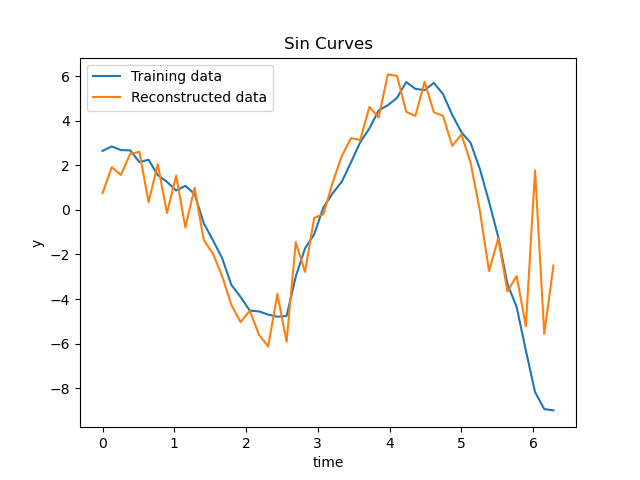 Sin Curves
Training data
Reconstructed data
6
4
2
0
−2
−4
−6
−8
y
0 1 2 3 4 5 6
time